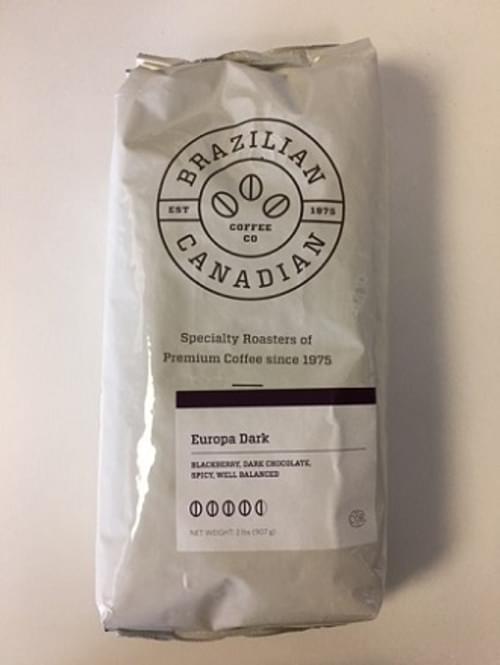 BRAZILIAN
EST
1975
COFFEE
CO
CANADIAN
Specialty Roasters of
Premium Coffee since 1975
Europa Dark
BLACKBERRY, DARK CHOCOLATE,
SPICY, WELL BALANCED
NET WEIGHT: 2 lbs (907 g)